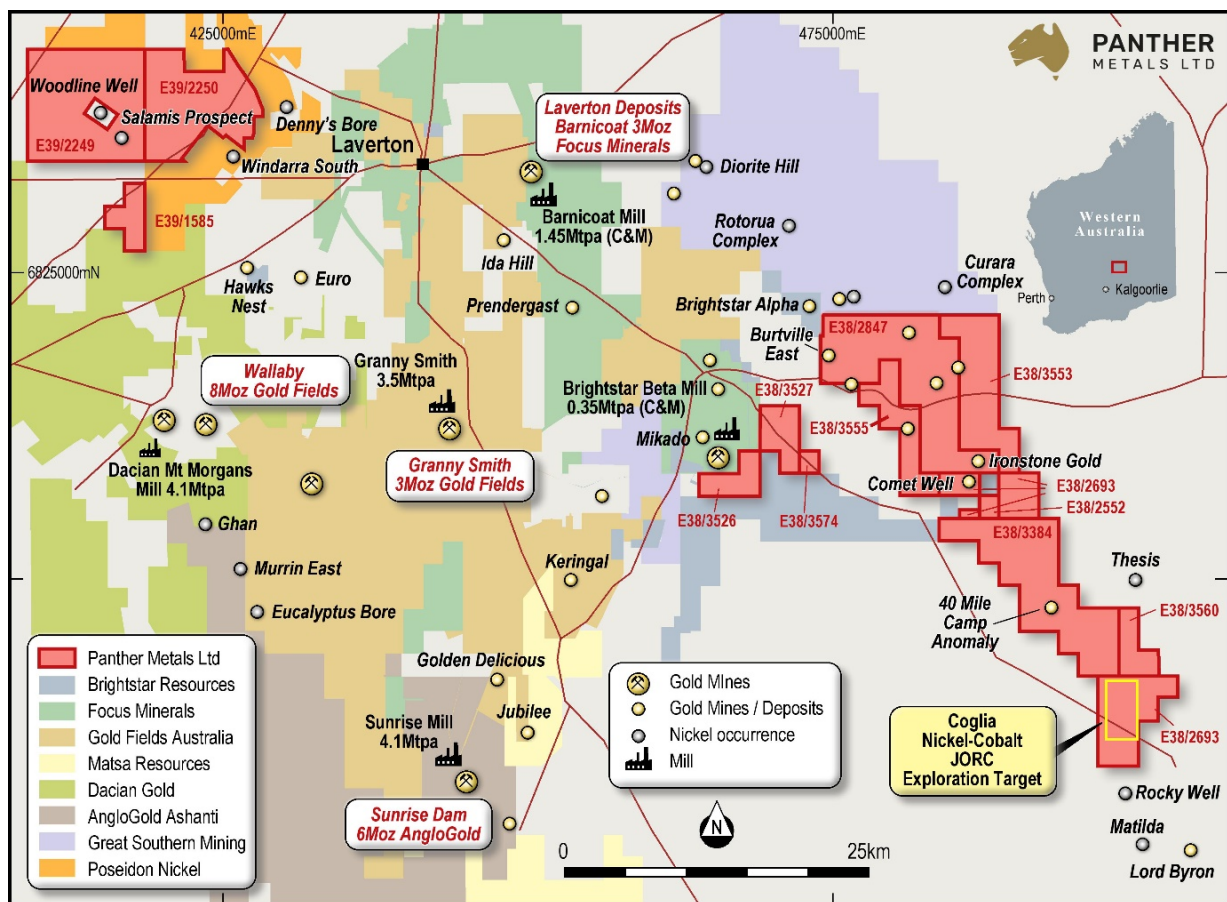 425000mE
475000mE
PANTHER
METALS LTD
Woodline Well
E39/2250
Salamis Prospect
E39/2249
Denny's Bore
Laverton
Windarra South
E39/1585
Laverton Deposits
Barnicoat 3Moz
Focus Minerals
Diorite Hill
Barnicoat Mill
1.45Mtpa (C&M)
Rotorua
Complex
Western
Australia
Perth
Kalgoorlie
6825000mN
Hawks
Nest
Euro
Ida Hill
Prendergast
Curara
Complex
Brightstar Alpha
Burtville
East
E38/2847
E38/3553
Wallaby
8Moz Gold Fields
Granny Smith
3.5Mtpa
Brightstar Beta Mill
0.35Mtpa (C&M)
E38/3527
E38/3555
Mikado
Dacian Mt Morgans
Mill 4.1Mtpa
Granny Smith
3Moz Gold Fields
Ironstone Gold
Comet Well
E38/2693
E38/2552
E38/3526
E38/3574
E38/3384
Ghan
Murrin East
Keringal
Thesis
Eucalyptus Bore
40 Mile
Camp
Anomaly
E38/3560
Golden Delicious
Jubilee
Sunrise Mill
4.1Mtpa
Sunrise Dam
6Moz AngloGold
Coglia
Nickel-Cobalt
JORC
Exploration Target
E38/2693
Rocky Well
Matilda
Lord Byron
Panther Metals Ltd
Brightstar Resources
Focus Minerals
Gold Fields Australia
Matsa Resources
Dacian Gold
AngloGold Ashanti
Great Southern Mining
Poseidon Nickel
Gold MInes
Gold Mines / Deposits
Nickel occurrence
Mill
N
0
25km